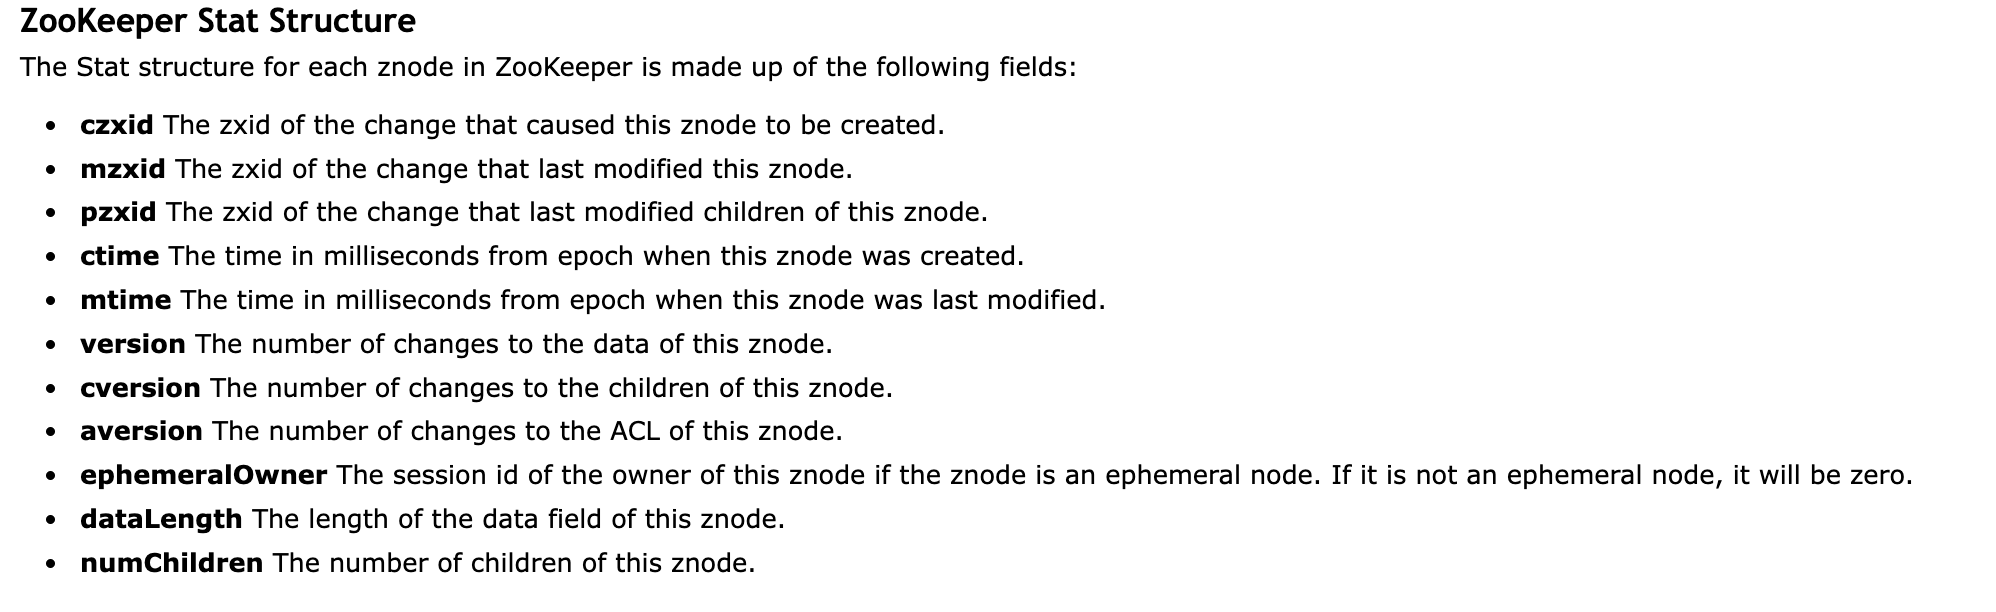 ZooKeeper Stat Structure
The Stat structure for each znode in ZooKeeper is made up of the following fields:
• czxid The zxid of the change that caused this znode to be created.
• mzxid The zxid of the change that last modified this znode.
• pzxid The zxid of the change that last modified children of this znode.
• ctime The time in milliseconds from epoch when this znode was created.
• mtime The time in milliseconds from epoch when this znode was last modified.
• version The number of changes to the data of this znode.
• cversion The number of changes to the children of this znode.
• aversion The number of changes to the ACL of this znode.
• ephemeralOwner The session id of the owner of this znode if the znode is an ephemeral node. If it is not an ephemeral node, it will be zero.
• dataLength The length of the data field of this znode.
• numChildren The number of children of this znode.